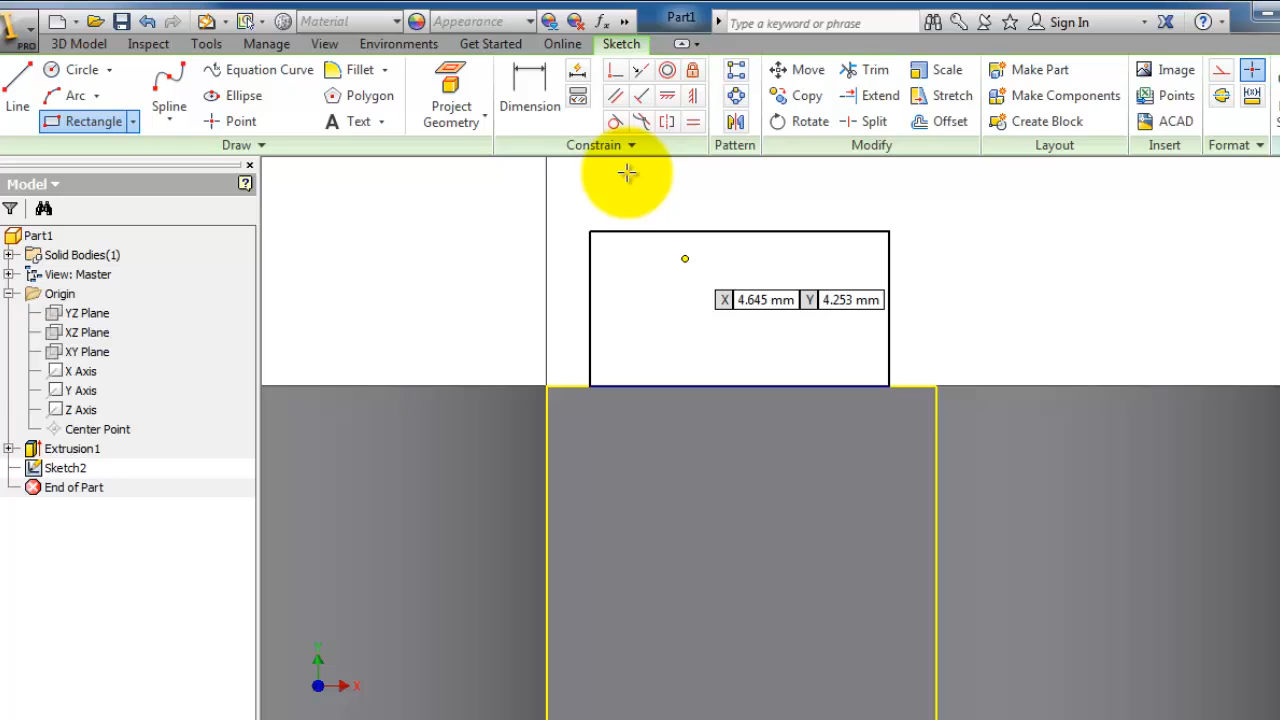 Material
Appearance
fx
Part1
Type a keyword or phrase
Sign In
PRO
3D Model
Inspect
Tools
Manage
View
Environments
Get Started
Online
Sketch
Line
Circle
Arc
Rectangle
Spline
Equation Curve
Ellipse
Point
Fillet
Polygon
Text
Project
Geometry
Dimension
Move
Copy
Rotate
Trim
Extend
Split
Scale
Stretch
Offset
Make Part
Make Components
Create Block
Image
Points
ACAD
Draw
Constrain
Pattern
Modify
Layout
Insert
Format
Model
Part1
Solid Bodies(1)
View: Master
Origin
YZ Plane
XZ Plane
XY Plane
X Axis
Y Axis
Z Axis
Center Point
Extrusion1
Sketch2
End of Part
X 4.645 mm Y 4.253 mm
Y
X